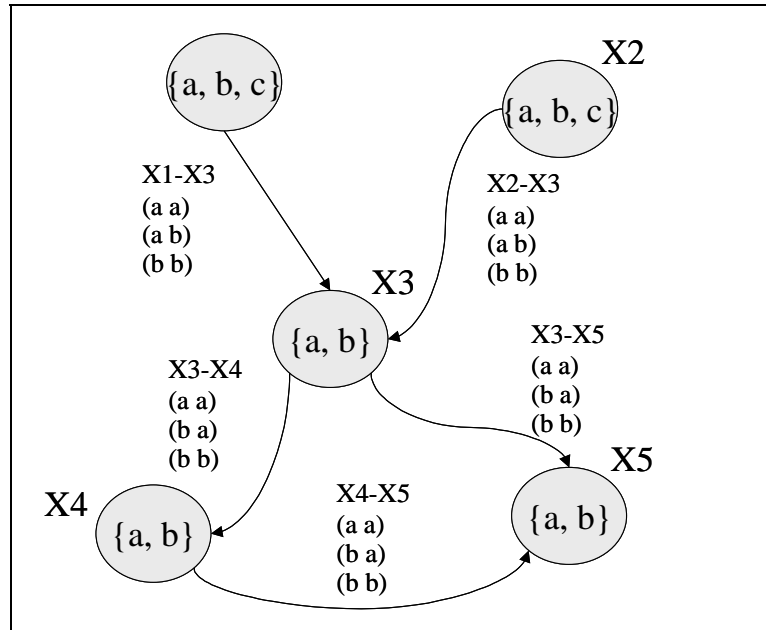 {a, b, c}
X2
{a, b, c}
X1-X3
(a a)
(a b)
(b b)
X2-X3
(a a)
(a b)
(b b)
X3
{a, b}
X3-X4
(a a)
(b a)
(b b)
X3-X5
(a a)
(b a)
(b b)
X4
{a, b}
X4-X5
(a a)
(b a)
(b b)
X5
{a, b}